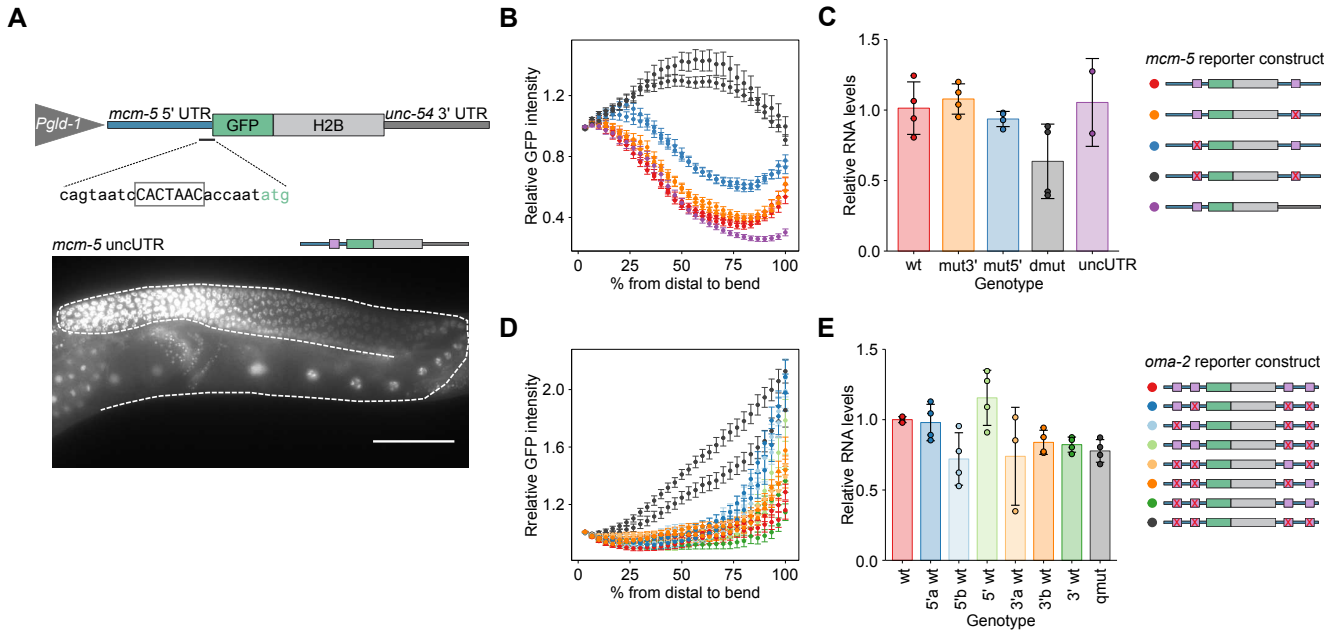 A
Pgld-1
mcm-5 5' UTR
GFP
H2B
unc-54 3' UTR
cagtaatcCACTAACaccaatatg
mcm-5 uncUTR
B
Relative GFP intensity
1.2
1.0
0.8
0.4
0
25
50
75
100
% from distal to bend
C
Relative RNA levels
1.5
1.0
0.5
0.0
wt
mut3'
mut5'
dmut
uncUTR
Genotype
mcm-5 reporter construct
X
X
X
X
D
Rrelative GFP intensity
2.0
1.6
1.2
0
25
50
75
100
% from distal to bend
E
Relative RNA levels
1.5
1.0
0.5
0.0
wt
5'a wt
5'b wt
5' wt
3'a wt
3'b wt
3' wt
qmut
Genotype
oma-2 reporter construct
X X X
X X X
X X
X X X
X X X
X X
X X X X